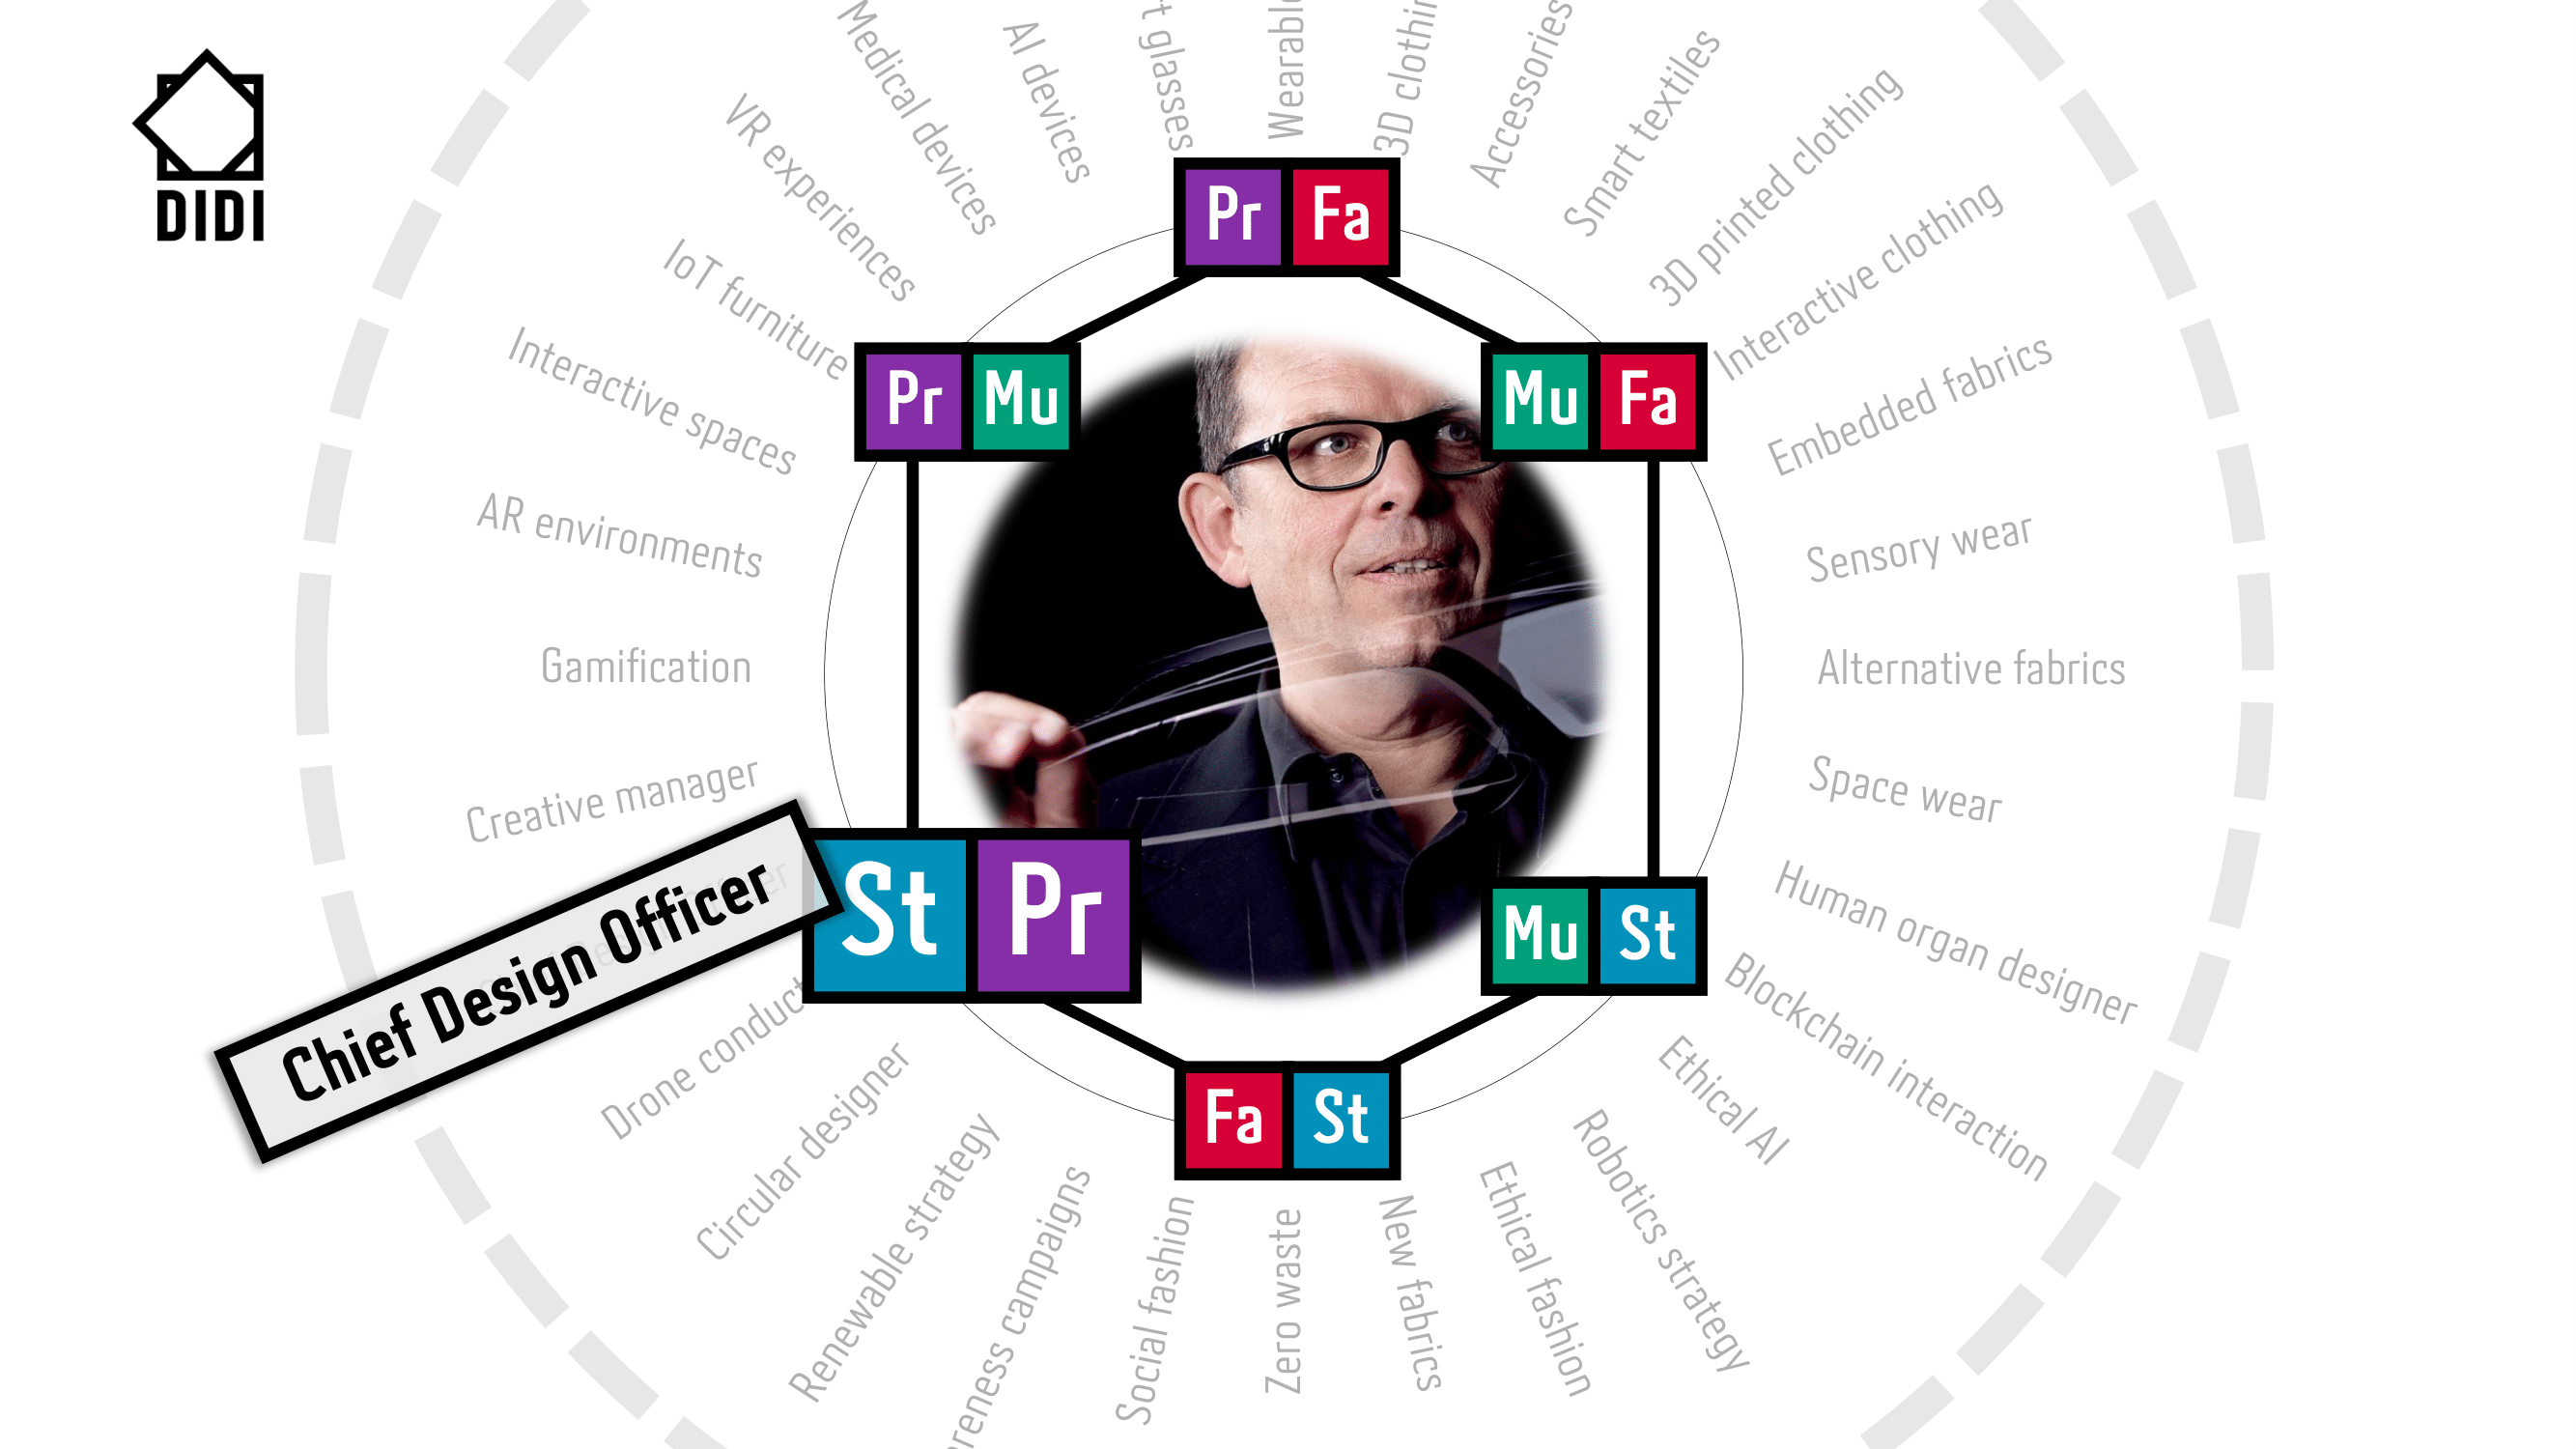 DIDI
Medical devices
AI devices
t glasses
Wearable
3D clothin
Accessories
Smart textiles
3D printed clothing
Interactive clothing
Embedded fabrics
Sensory wear
Alternative fabrics
Space wear
Human organ designer
Blockchain interaction
Ethical AI
Robotics strategy
Ethical fashion
New fabrics
Zero waste
Social fashion
reness campaigns
Renewable strategy
Circular designer
Drone conduct
Chief Design Officer
Creative manager
Gamification
AR environments
Interactive spaces
IoT furniture
VR experiences
Pr Fa
Pr Mu
Mu Fa
St Pr
Mu St
Fa St